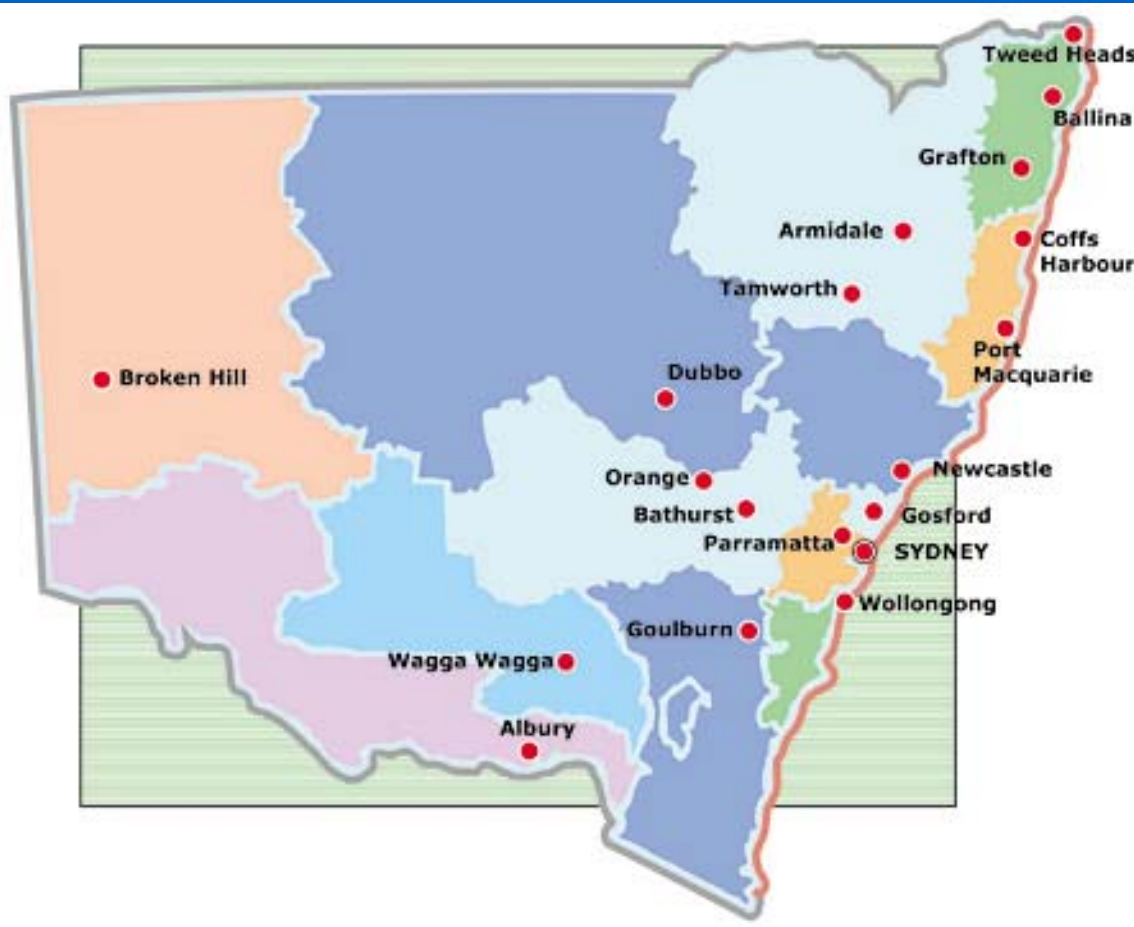 Tweed Heads
Ballina
Grafton
Armidale
Coffs
Harbour
Tamworth
Port
Macquarie
Dubbo
Broken Hill
Orange
Newcastle
Bathurst
Gosford
Parramatta
SYDNEY
Wollongong
Goulburn
Wagga Wagga
Albury